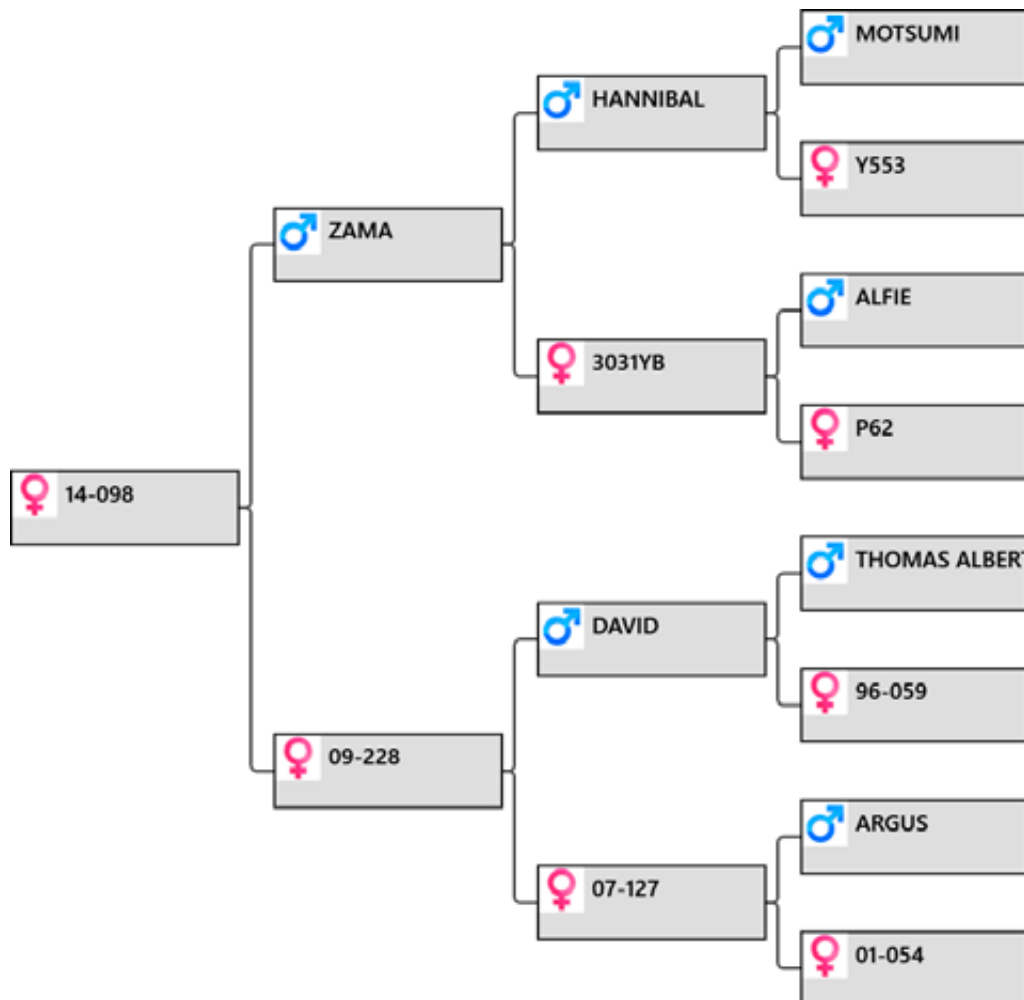 MOTSUMI
HANNIBAL
Y553
ZAMA
ALFIE
3031YB
P62
14-098
THOMAS ALBERT
DAVID
96-059
09-228
ARGUS
07-127
01-054